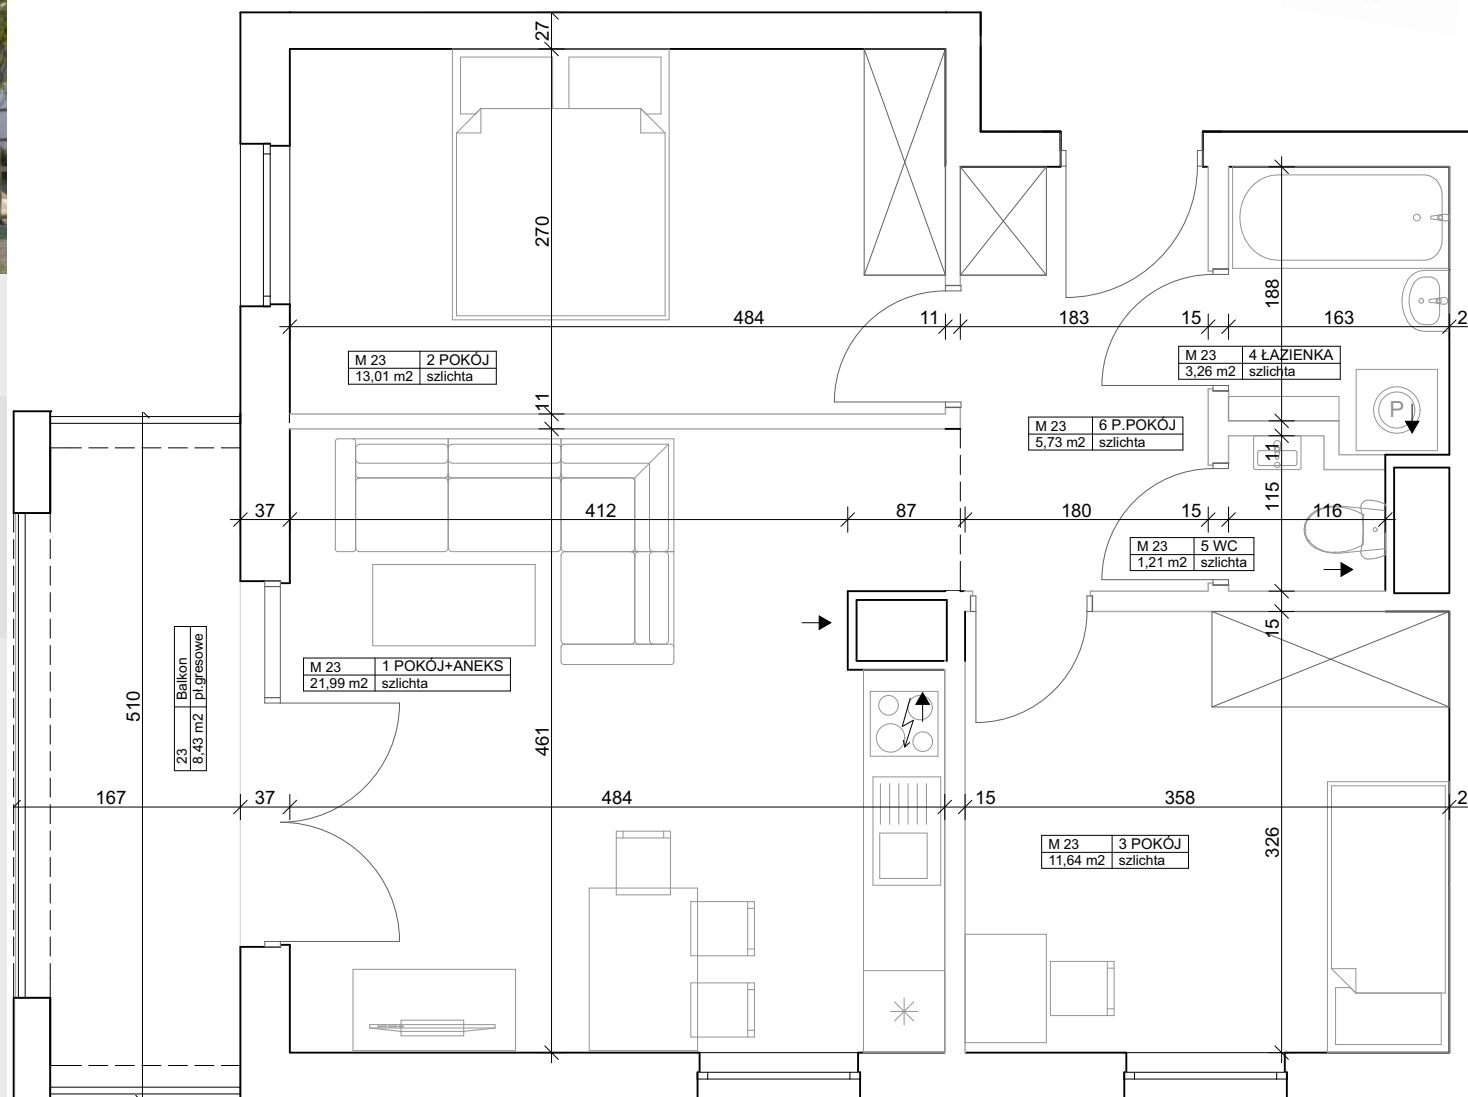 27
270
484
11
183
15
163
2
188
M 23 2 POKÓJ
13,01 m2 szlichta
M 23 4 ŁAZIENKA
3,26 m2 szlichta
11
P
M 23 6 P.POKÓJ
5,73 m2 szlichta
11
115
37
412
87
180
15
116
M 23 5 WC
1,21 m2 szlichta
15
M 23 1 POKÓJ+ANEKS
21,99 m2 szlichta
23 Balkon
8,43 m2 pł.gresowe
510
461
167
37
484
15
358
2
326
M 23 3 POKÓJ
11,64 m2 szlichta